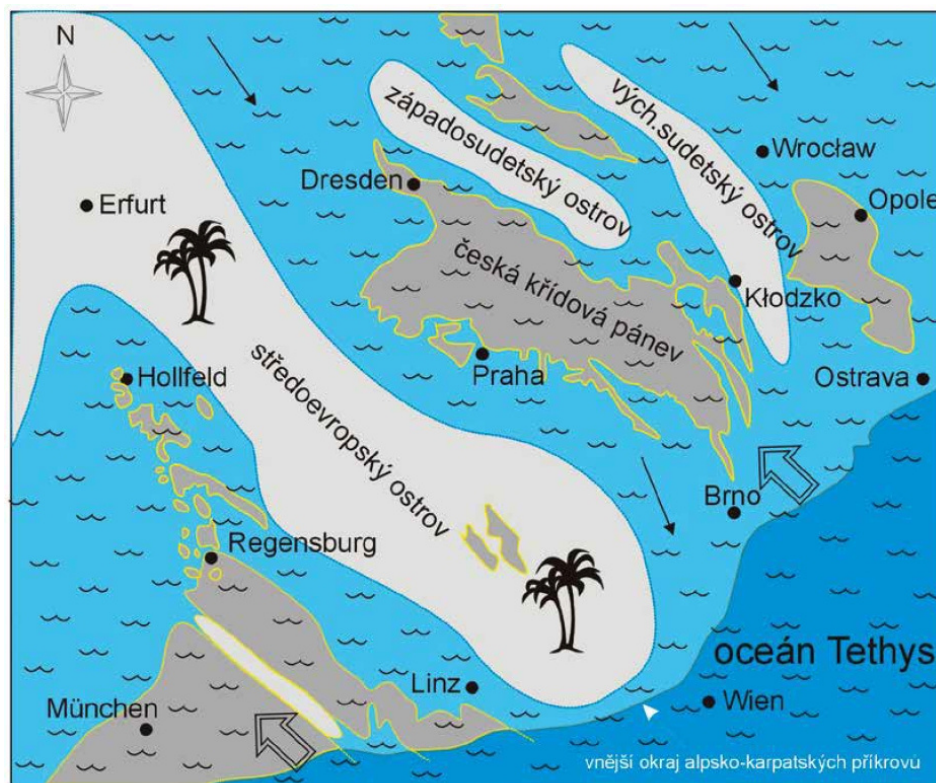 N
západosudetský ostrov
vých.sudetský ostrov
Wrocław
Dresden
Opole
Erfurt
česká křídová pánev
Kłodzko
Hollfeld
středoevropský ostrov
Praha
Ostrava
Brno
Regensburg
oceán Tethys
Linz
Wien
München
vnější okraj alpsko-karpatských příkrovů